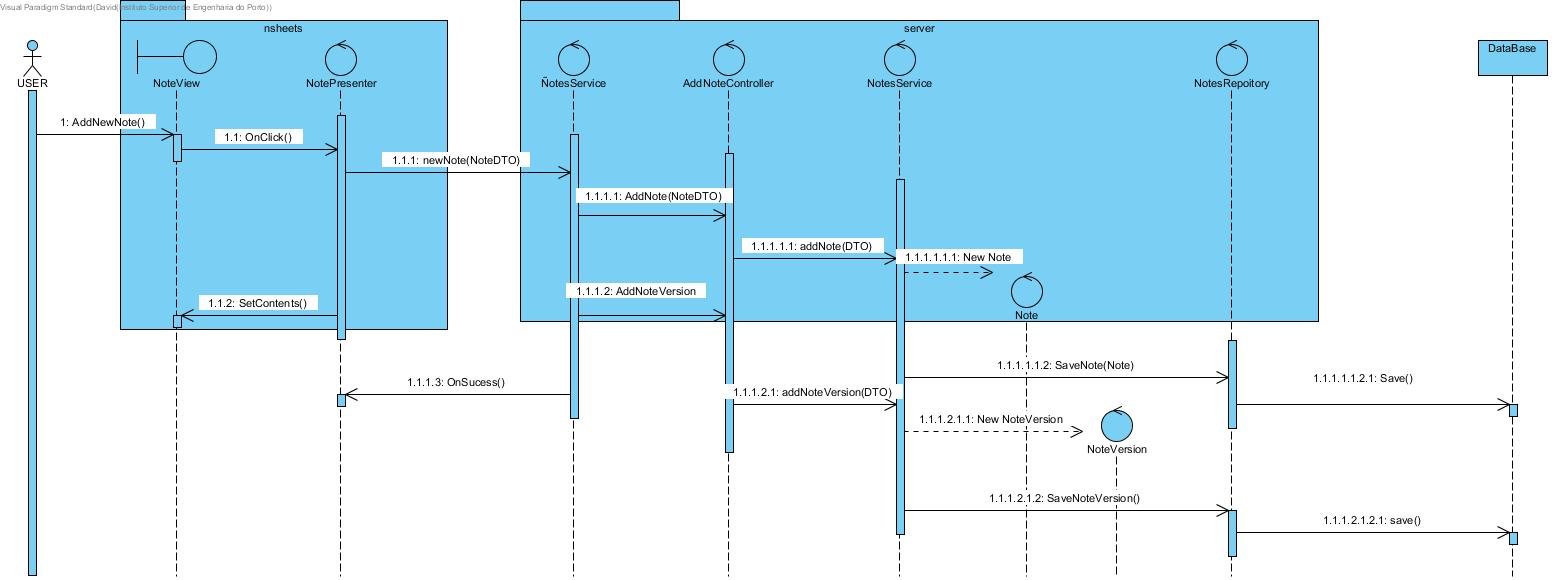 Visual Paradigm Standard(David(Instituto Superior de Engenharia do Porto))
nsheets
server
USER
NoteView
NotePresenter
ÑotesService
AddNoteController
NotesService
NotesRepoitory
DataBase
1: AddNewNote()
1.1: OnClick()
1.1.1: newNote(NoteDTO)
1.1.1.1: AddNote(NoteDTO)
1.1.1.1.1: addNote(DTO)
1.1.1.1.1.1: New Note
1.1.1.2: AddNoteVersion
1.1.2: SetContents()
Note
1.1.1.1.1.2: SaveNote(Note)
1.1.1.1.1.2.1: Save()
1.1.1.3: OnSucess()
1.1.1.2.1: addNoteVersion(DTO)
1.1.1.2.1.1: New NoteVersion
NoteVersion
1.1.1.2.1.2: SaveNoteVersion()
1.1.1.2.1.2.1: save()